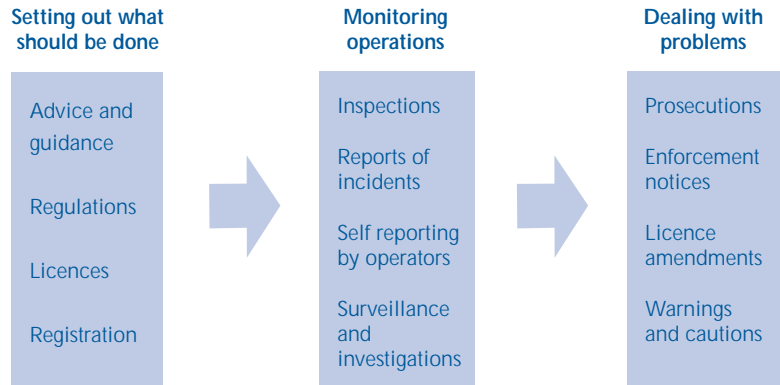 Setting out what
should be done
Advice and
guidance
Regulations
Licences
Registration
Monitoring
operations
Inspections
Reports of
incidents
Self reporting
by operators
Surveillance
and
investigations
Dealing with
problems
Prosecutions
Enforcement
notices
Licence
amendments
Warnings
and cautions